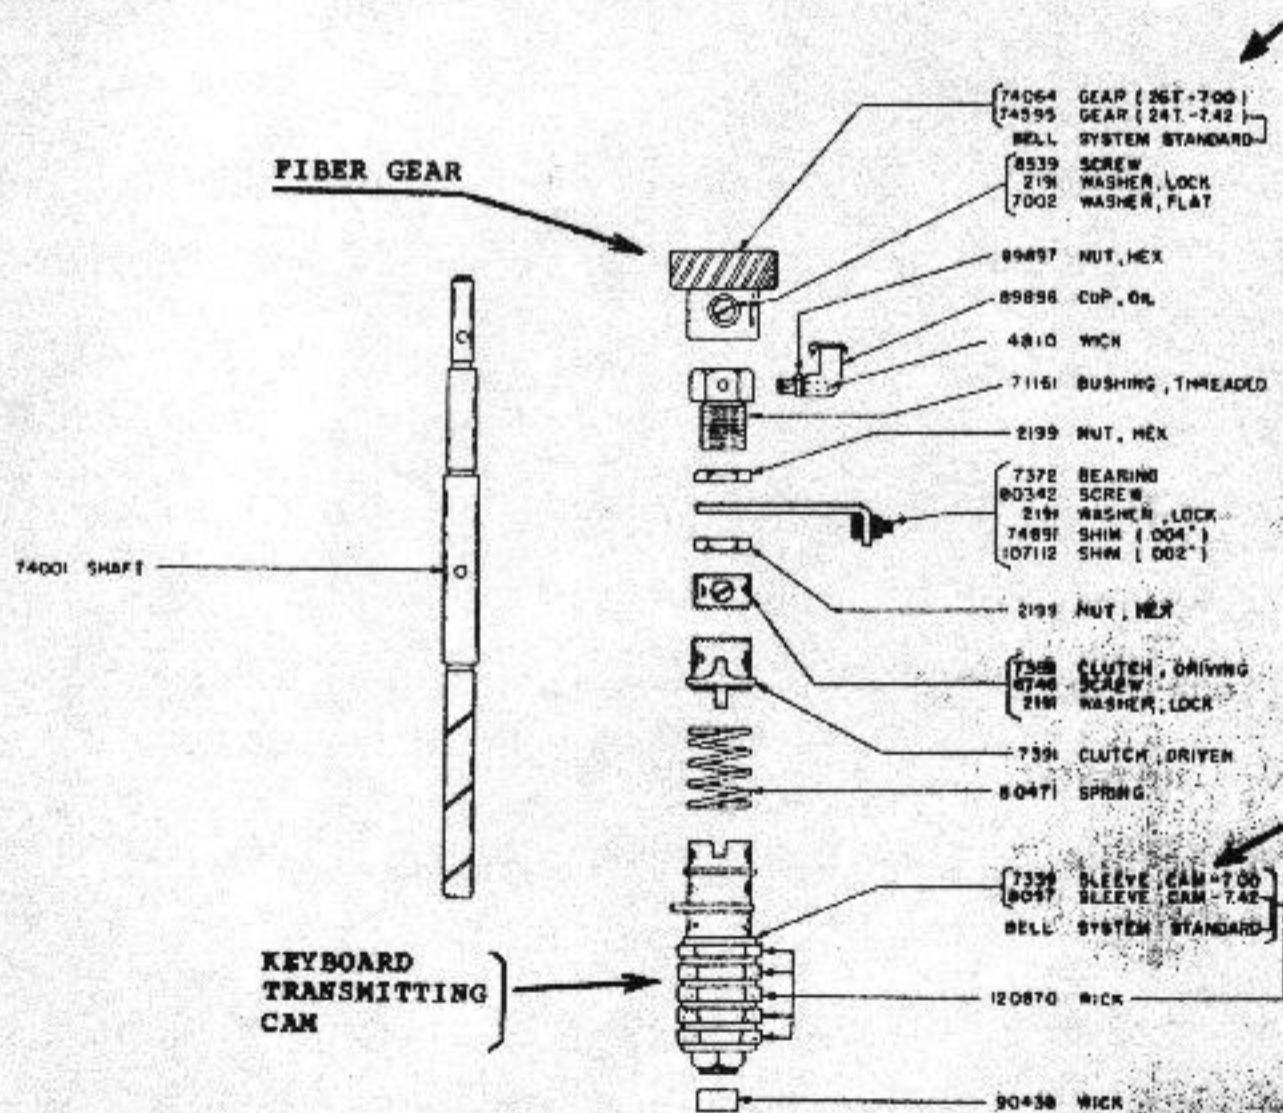 74064 GEAR ( 26T.-7.00 )
74595 GEAR ( 24T.-7.42 )
BELL SYSTEM STANDARD
FIBER GEAR
8539 SCREW
2191 WASHER, LOCK
7002 WASHER, FLAT
89897 NUT, HEX
89896 CUP, OIL
4810 WICK
71161 BUSHING, THREADED
2199 NUT, HEX
7372 BEARING
80342 SCREW
2191 WASHER, LOCK
74891 SHIM (.004")
107112 SHIM (.002")
74001 SHAFT
2199 NUT, HEX
CLUTCH, DRIVING
SCREW
2191 WASHER, LOCK
7391 CLUTCH, DRIVEN
80471 SPRING
7339 SLEEVE, CAM-7.00
SLEEVE, CAM-7.42
BELL SYSTEM STANDARD
KEYBOARD
TRANSMITTING
CAM
120870 WICK
90438 WICK